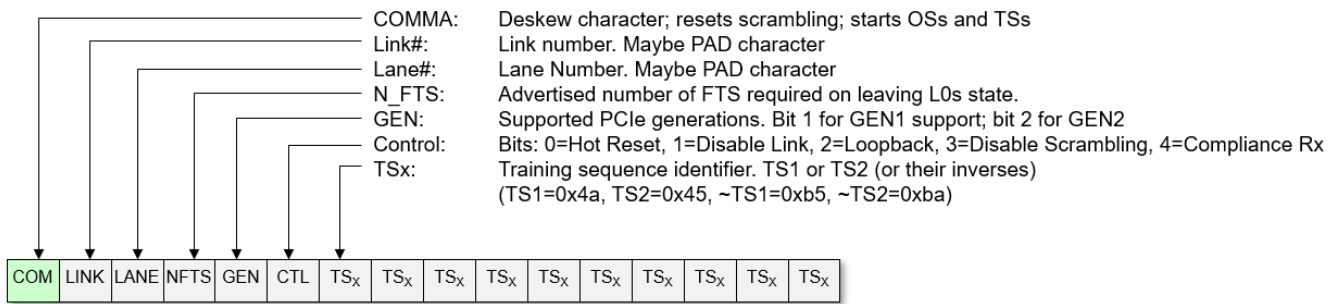 COMMA: Deskew character; resets scrambling; starts OSs and TSs
Link#: Link number. Maybe PAD character
Lane#: Lane Number. Maybe PAD character
N_FTS: Advertised number of FTS required on leaving L0s state.
GEN: Supported PCIe generations. Bit 1 for GEN1 support; bit 2 for GEN2
Control: Bits: 0=Hot Reset, 1=Disable Link, 2=Loopback, 3=Disable Scrambling, 4=Compliance Rx
TSx: Training sequence identifier. TS1 or TS2 (or their inverses)
(TS1=0x4a, TS2=0x45, ~TS1=0xb5, ~TS2=0xba)
COM LINK LANE NFTS GEN CTL TSX TSX TSX TSX TSX TSX TSX TSX TSX TSX